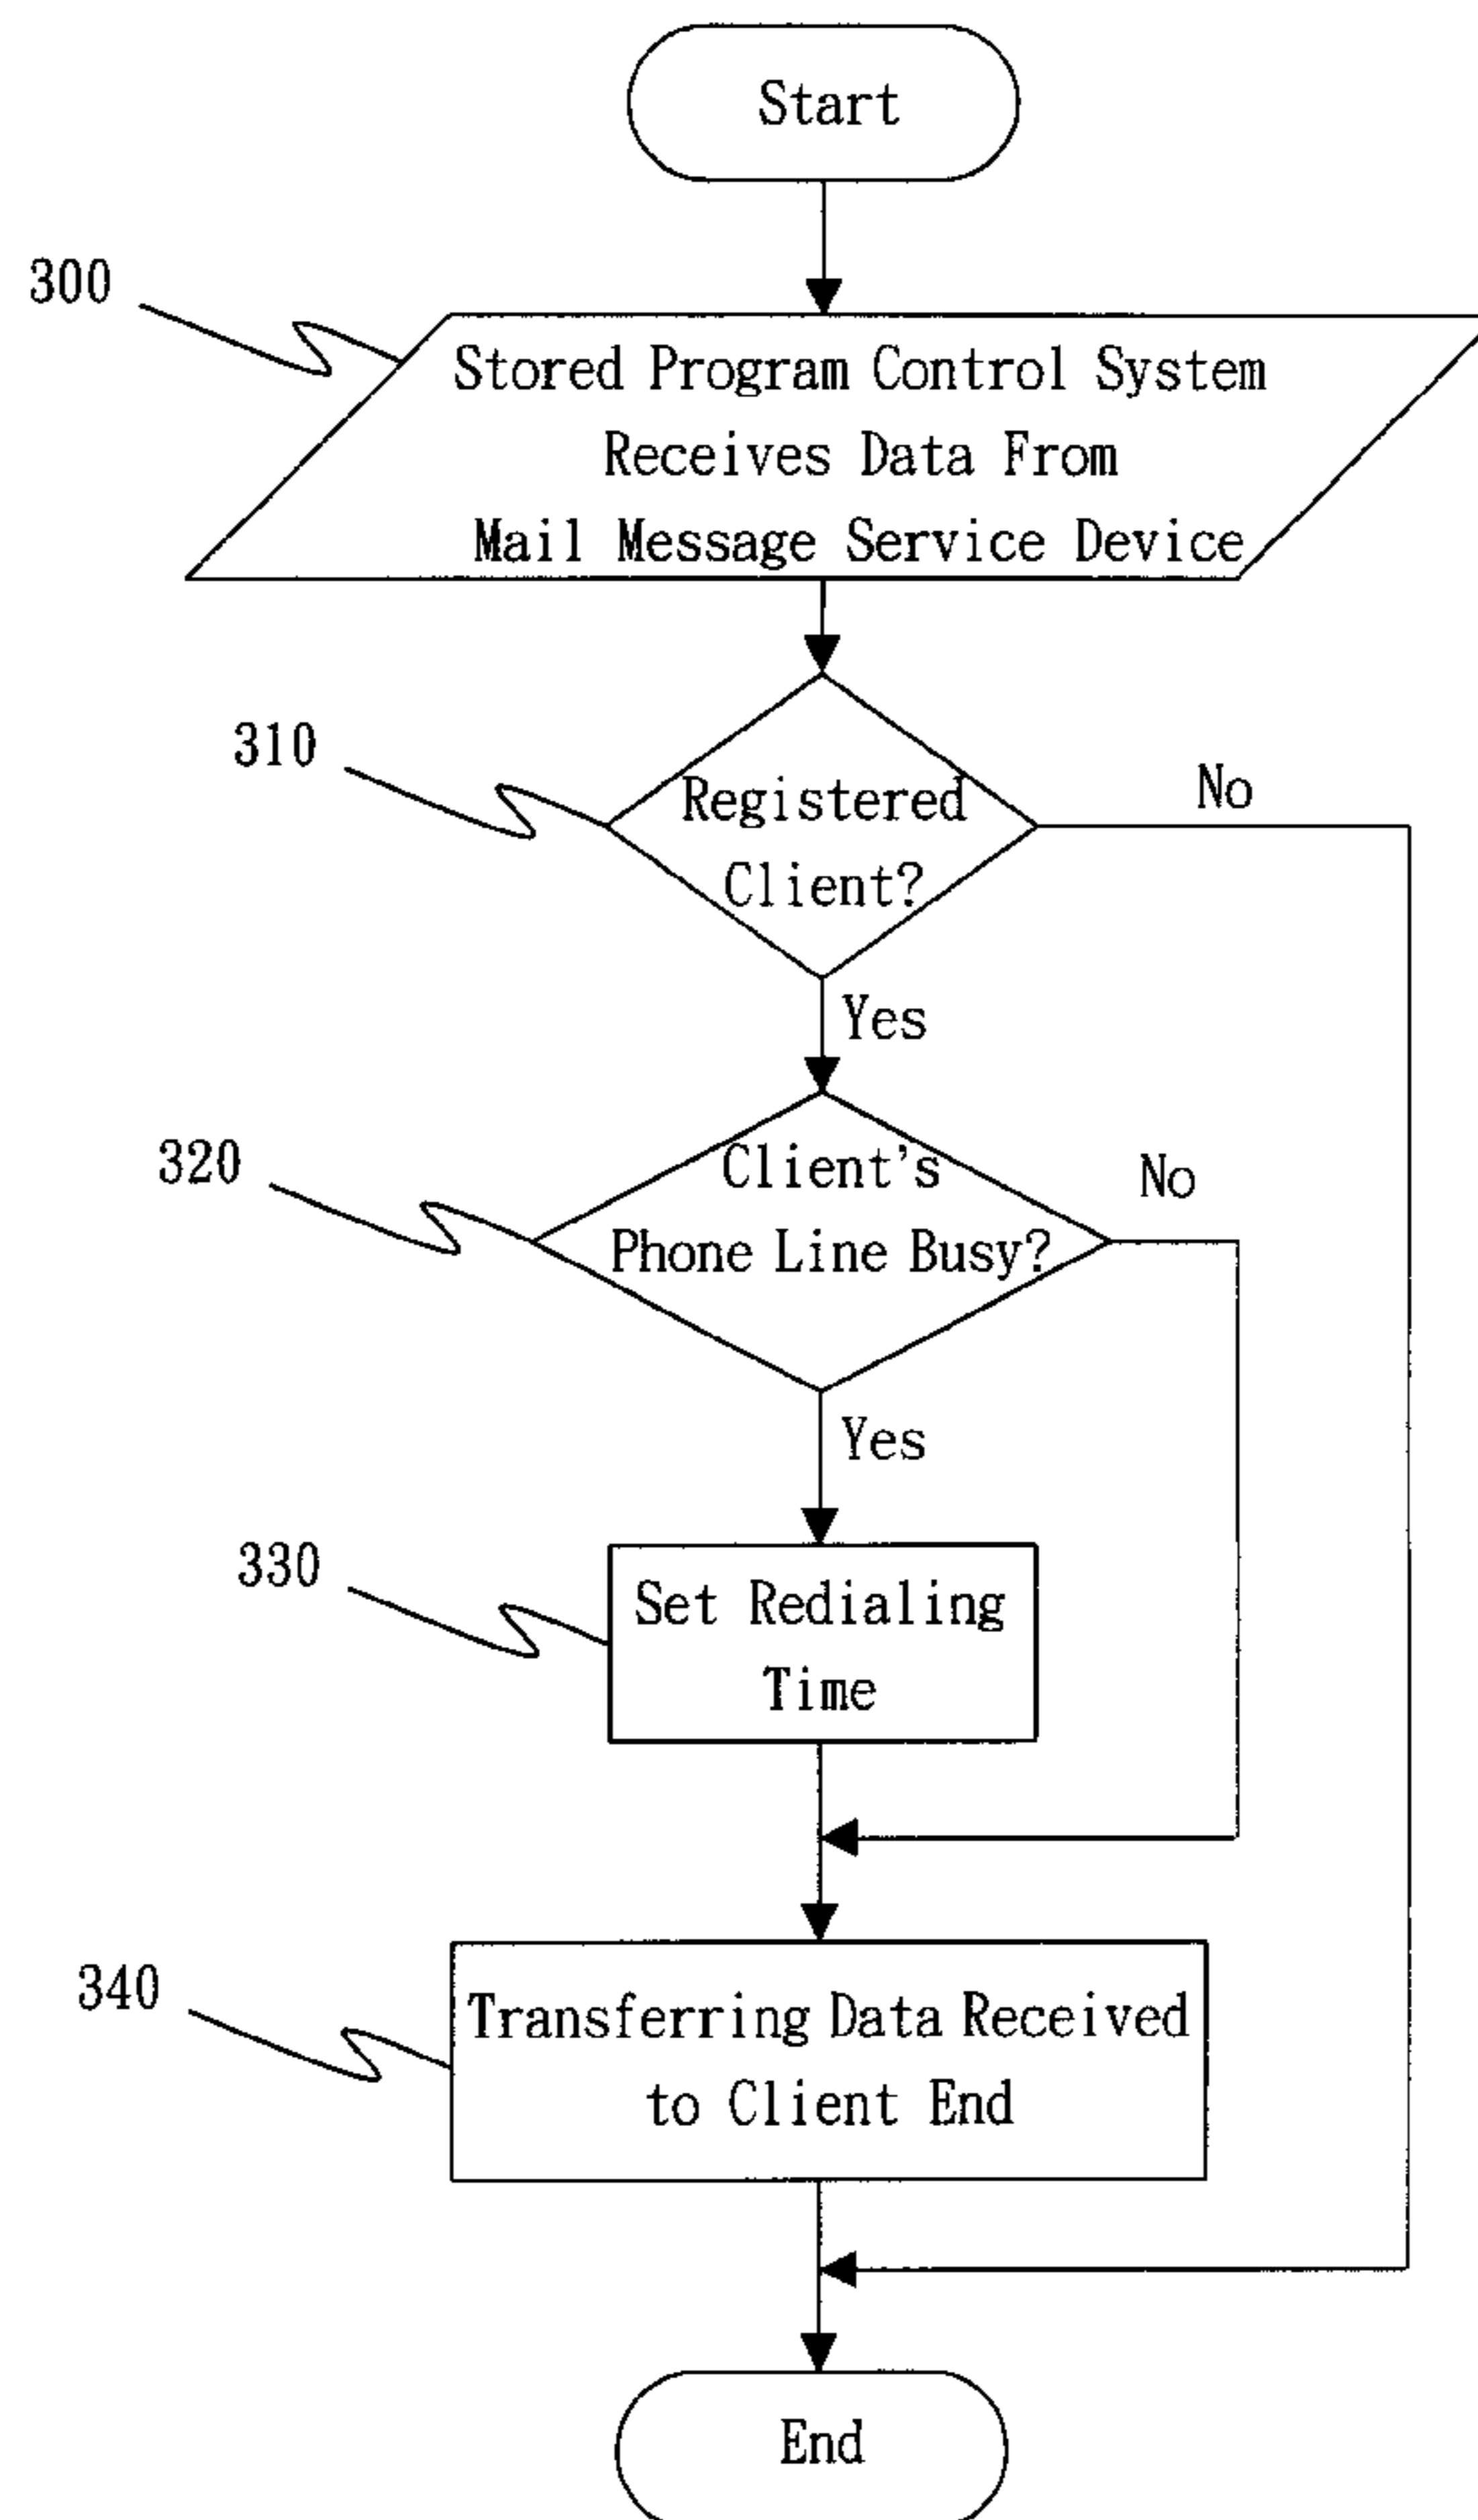 Start
300
Stored Program Control System
Receives Data From
Mail Message Service Device
310
Registered
Client?
No
Yes
320
Client's
Phone Line Busy?
No
Yes
330
Set Redialing
Time
340
Transferring Data Received
to Client End
End